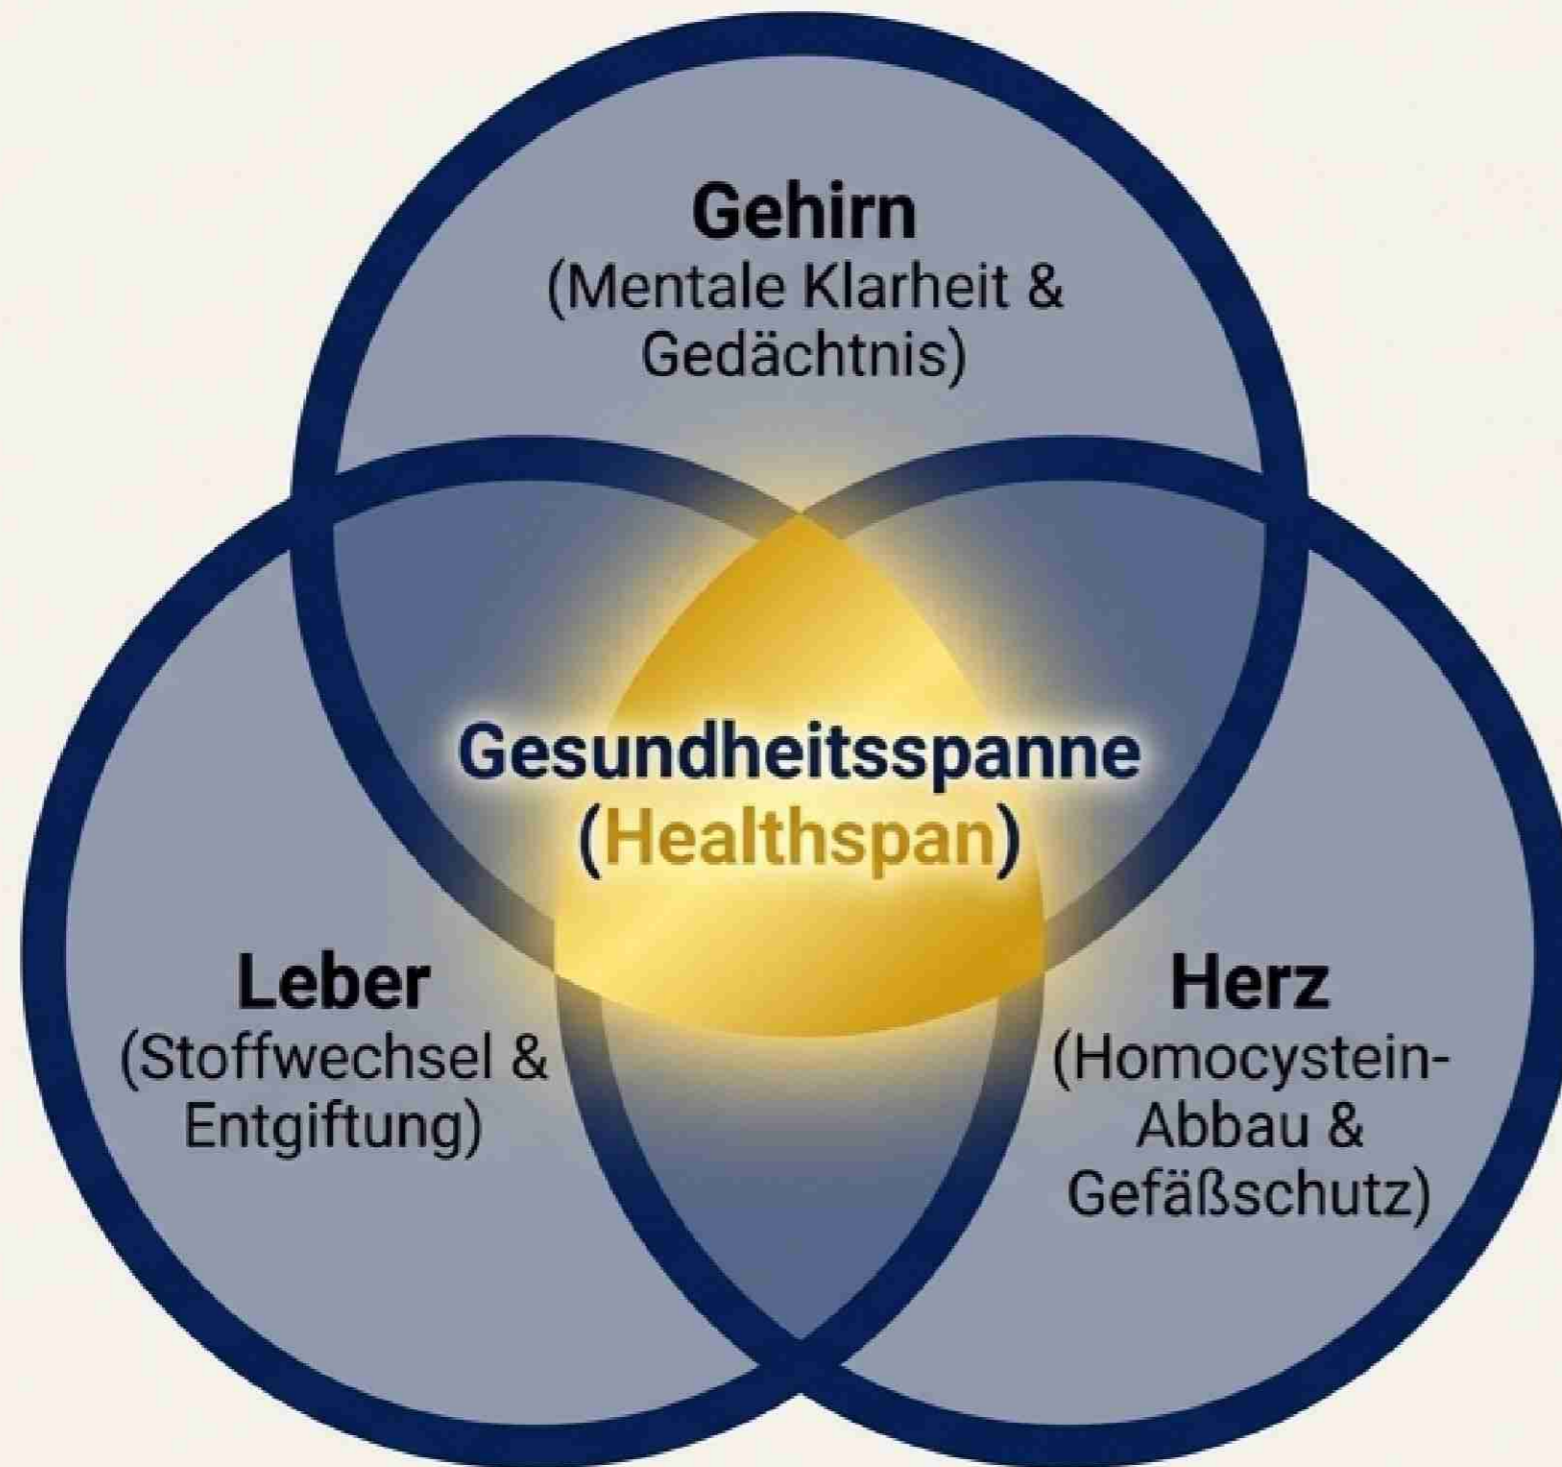 Gehirn
(Mentale Klarheit &
Gedächtnis)
Gesundheitsspanne
(Healthspan)
Leber
(Stoffwechsel &
Entgiftung)
Herz
(Homocystein-
Abbau &
Gefäßschutz)